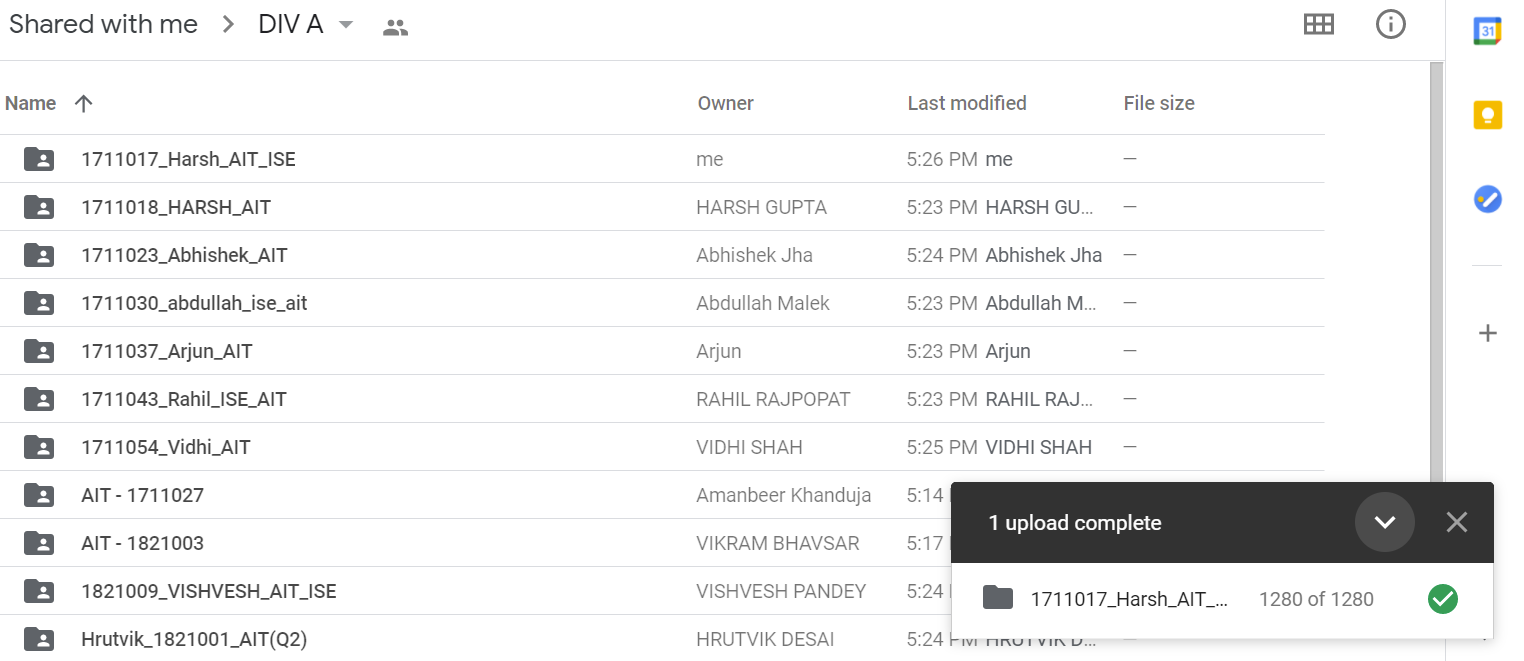 Shared with me > DIV A
31
Name Owner Last modified File size
1711017_Harsh_AIT_ISE me 5:26 PM me —
1711018_HARSH_AIT HARSH GUPTA 5:23 PM HARSH GU... —
1711023_Abhishek_AIT Abhishek Jha 5:24 PM Abhishek Jha —
1711030_abdullah_ise_ait Abdullah Malek 5:23 PM Abdullah M... —
1711037_Arjun_AIT Arjun 5:23 PM Arjun —
1711043_Rahil_ISE_AIT RAHIL RAJPOPAT 5:23 PM RAHIL RAJ... —
1711054_Vidhi_AIT VIDHI SHAH 5:25 PM VIDHI SHAH —
AIT - 1711027 Amanbeer Khanduja 5:14
1 upload complete
AIT - 1821003 VIKRAM BHAVSAR 5:17
1821009_VISHVESH_AIT_ISE VISHVESH PANDEY 5:24
1711017_Harsh_AIT_... 1280 of 1280
Hrutvik_1821001_AIT(Q2) HRUTVIK DESAI 5:24 PM HRUTVIK D...